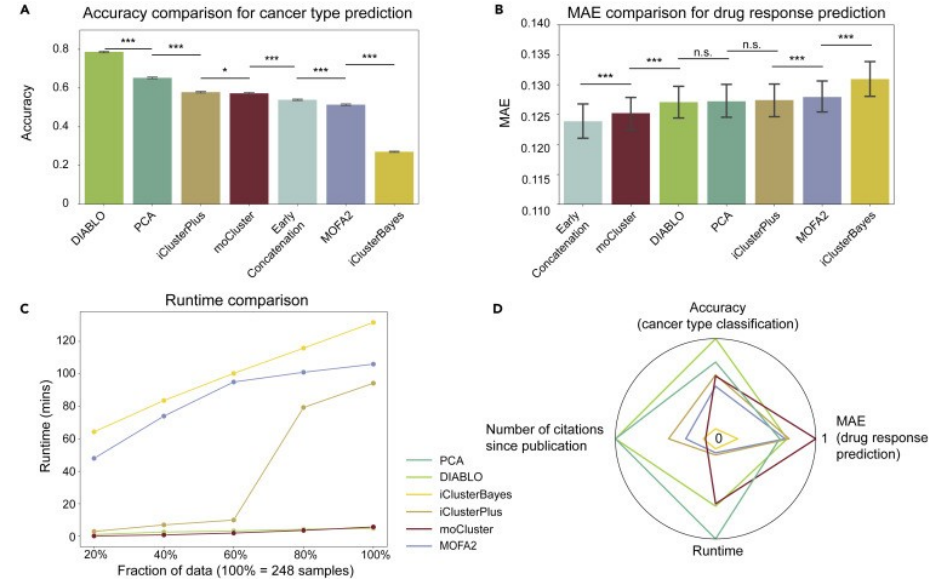 A
Accuracy comparison for cancer type prediction
Accuracy
0.8
0.6
0.4
0.2
0
***
***
*
***
***
***
DIABLO
PCA
iClusterPlus
moCluster
Early
Concatenation
MOFA2
iClusterBayes
B
MAE comparison for drug response prediction
MAE
0.140
0.135
0.130
0.125
0.120
0.115
0.110
***
***
n.s.
n.s.
***
***
Early
Concatenation
moCluster
DIABLO
PCA
iClusterPlus
MOFA2
iClusterBayes
C
Runtime comparison
Runtime (mins)
120
100
80
60
40
20
0
20%
40%
60%
80%
100%
Fraction of data (100% = 248 samples)
PCA
DIABLO
iClusterBayes
iClusterPlus
moCluster
MOFA2
D
Accuracy
(cancer type classification)
Number of citations
since publication
0
1
MAE
(drug response
prediction)
Runtime